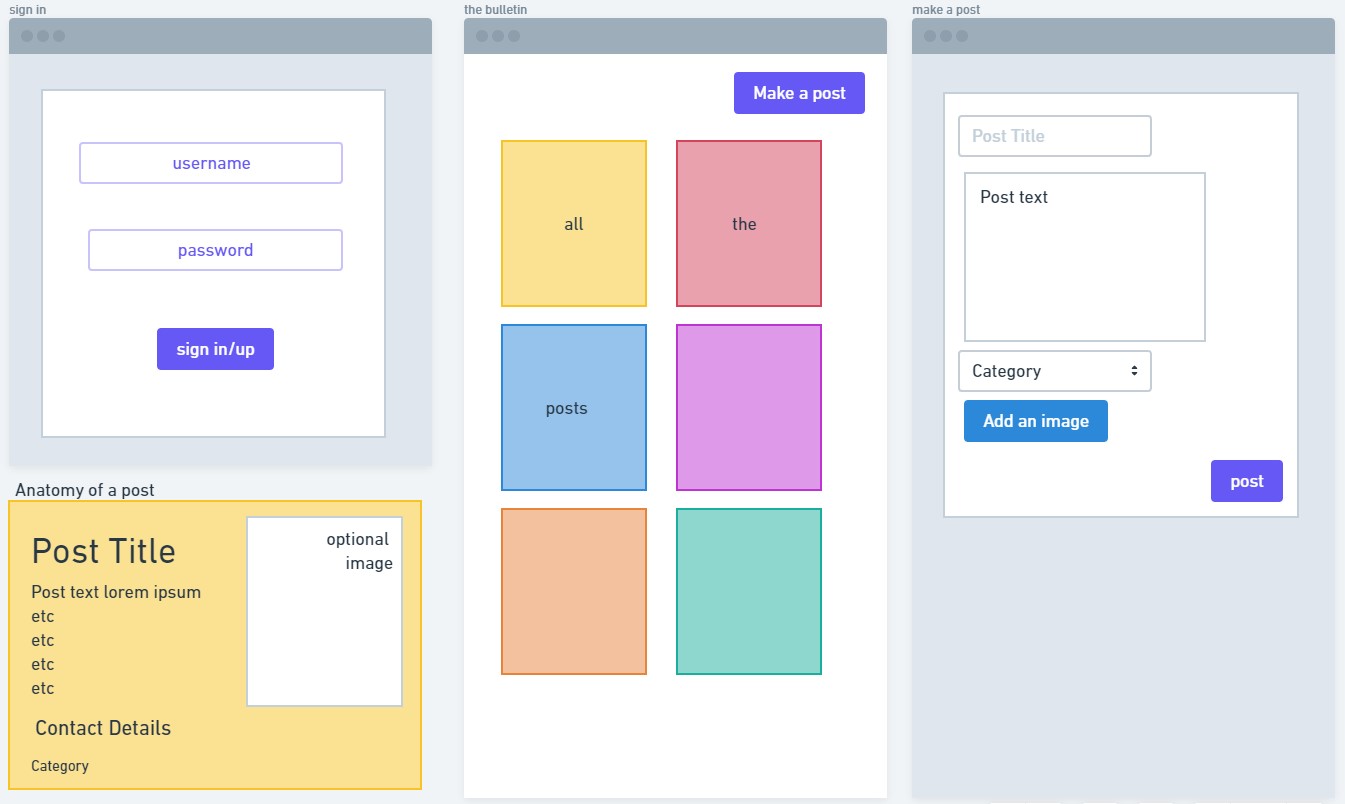 sign in
username
password
sign in/up
Anatomy of a post
Post Title
Post text lorem ipsum
etc
etc
etc
etc
optional
image
Contact Details
Category
the bulletin
Make a post
all
the
posts
make a post
Post Title
Post text
Category
Add an image
post